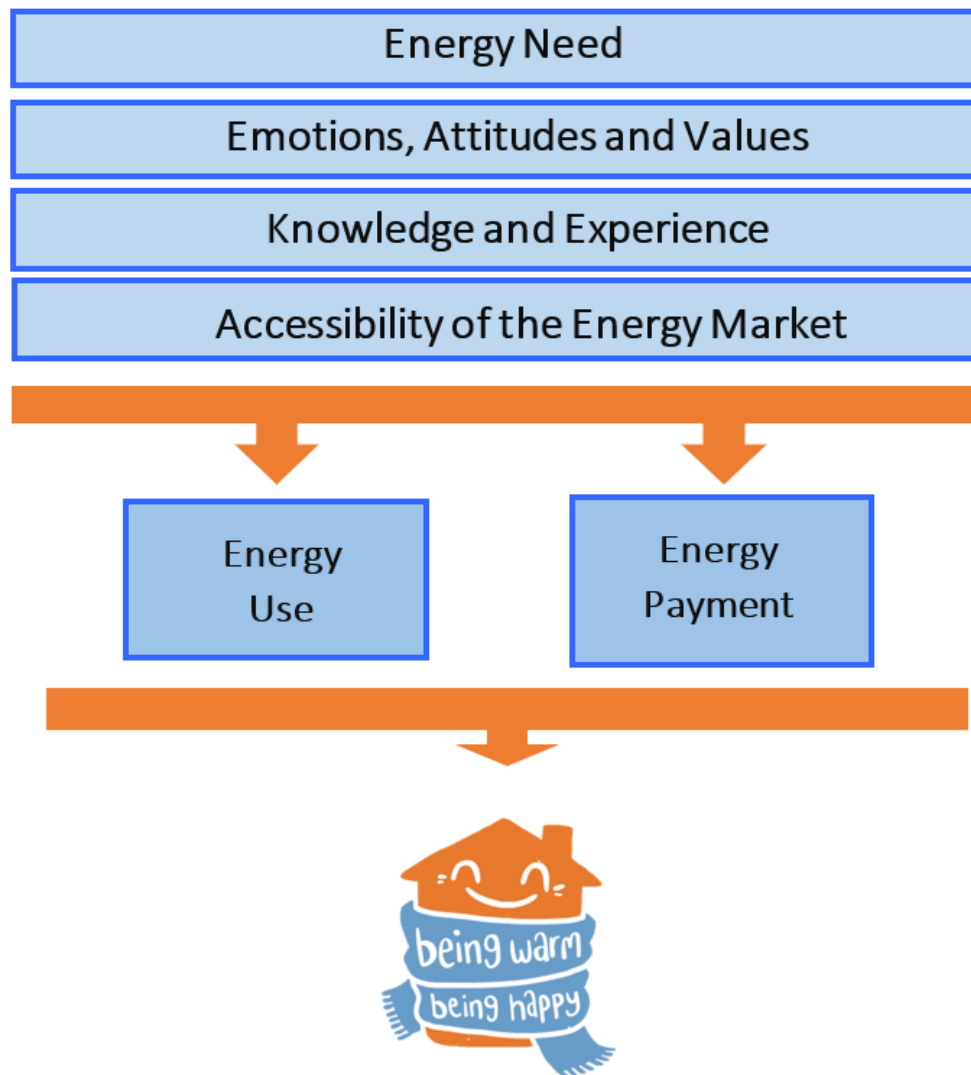 Energy Need
Emotions, Attitudes and Values
Knowledge and Experience
Accessibility of the Energy Market
Energy
Use
Energy
Payment
being warm
being happy